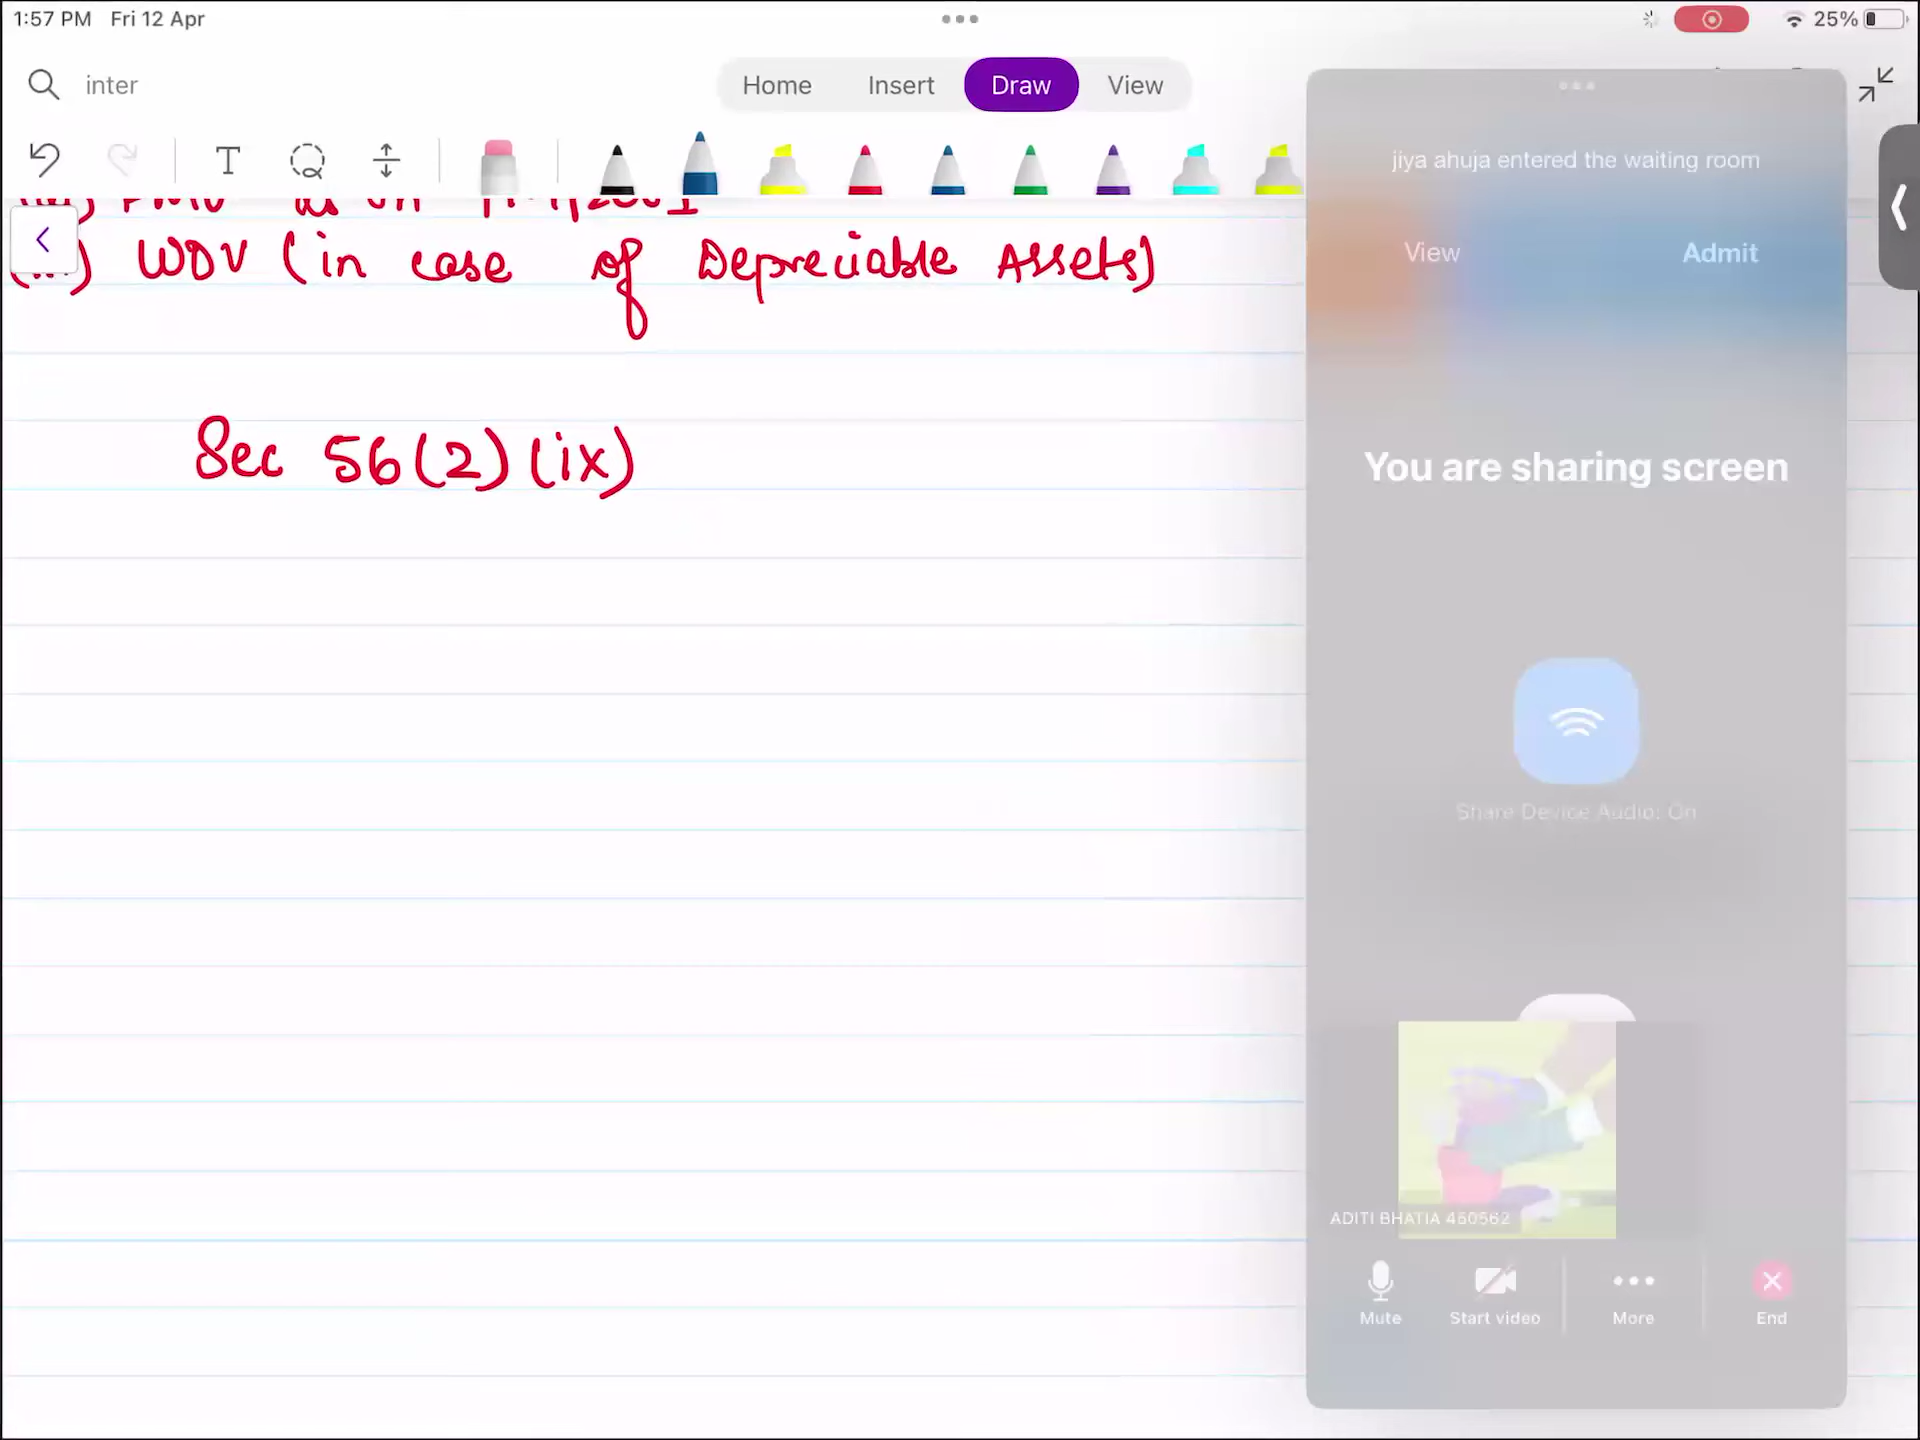 1:57 PM Fri 12 Apr
25%
inter
Home Insert Draw View
jiya ahuja entered the waiting room
View Admit
WDV (in case of Depreciable Assets)
Sec 56(2)(ix)
You are sharing screen
Share Device Audio: On
ADITI BHATIA 450562
Mute Start video More End